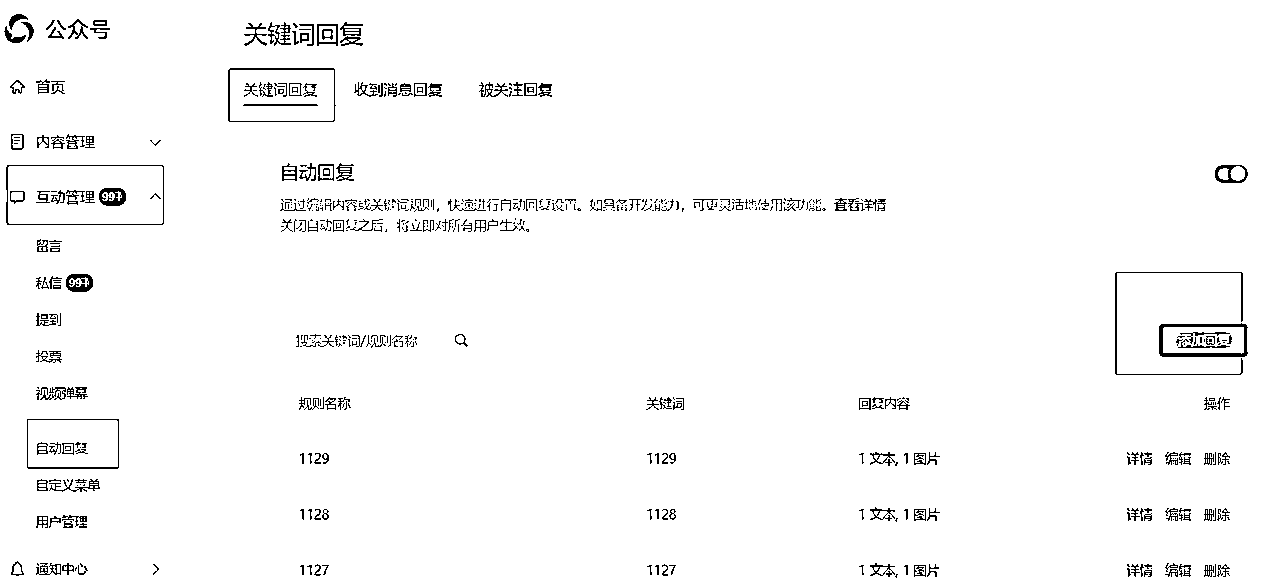 公众号
首页
内容管理
互动管理 99+
留言
私信 99+
提到
投票
视频弹幕
自动回复
自定义菜单
用户管理
通知中心
关键词回复
关键词回复 收到消息回复 被关注回复
自动回复
通过编辑内容或关键词规则，快速进行自动回复设置。如具备开发能力，可更灵活地使用该功能。查看详情
关闭自动回复之后，将立即对所有用户生效。
搜索关键词/规则名称
添加回复
规则名称 关键词 回复内容 操作
1129 1129 1 文本, 1 图片 详情 编辑 删除
1128 1128 1 文本, 1 图片 详情 编辑 删除
1127 1127 1 文本, 1 图片 详情 编辑 删除